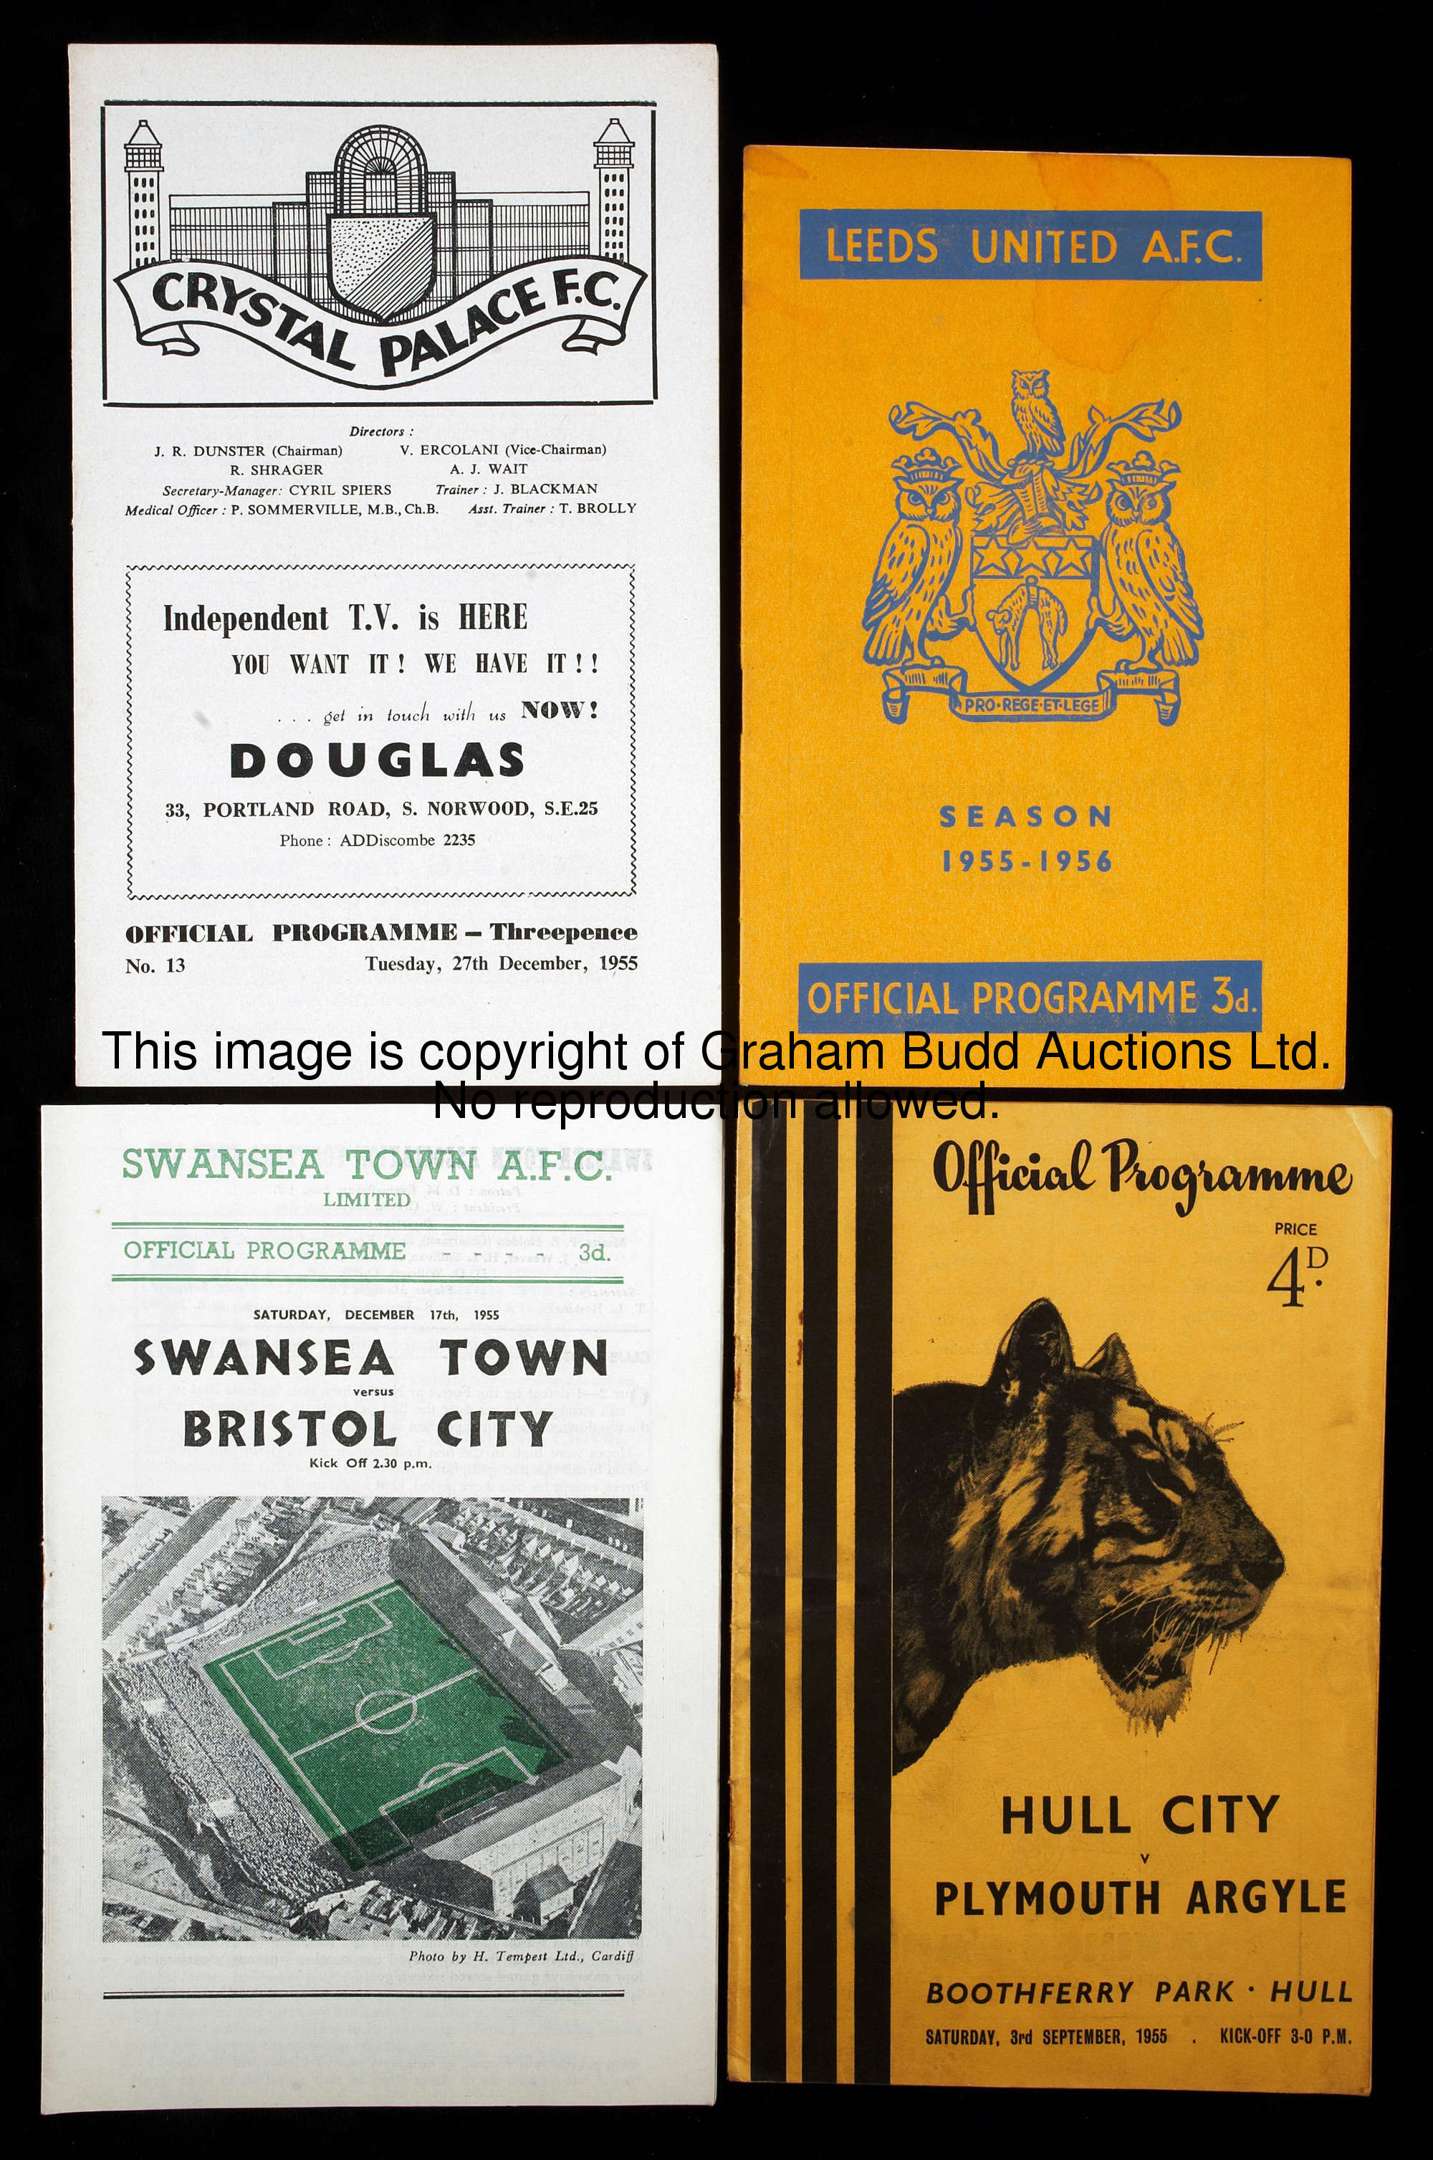 CRYSTAL PALACE F.C.
Directors :
J. R. DUNSTER (Chairman) V. ERCOLANI (Vice-Chairman)
R. SHRAGER A. J. WAIT
Secretary-Manager: CYRIL SPIERS Trainer : J. BLACKMAN
Medical Officer : P. SOMMERVILLE, M.B., Ch.B. Asst. Trainer : T. BROLLY
Independent T.V. is HERE
YOU WANT IT ! WE HAVE IT ! !
. . . get in touch with us NOW!
DOUGLAS
33, PORTLAND ROAD, S. NORWOOD, S.E.25
Phone : ADDiscombe 2235
OFFICIAL PROGRAMME — Threepence
No. 13 Tuesday, 27th December, 1955
LEEDS UNITED A.F.C.
PRO·REGE·ET·LEGE
SEASON
1955-1956
OFFICIAL PROGRAMME 3d.
This image is copyright of Graham Budd Auctions Ltd.
No reproduction allowed.
SWANSEA TOWN A.F.C.
LIMITED
OFFICIAL PROGRAMME - - - - 3d.
SATURDAY, DECEMBER 17th, 1955
SWANSEA TOWN
versus
BRISTOL CITY
Kick Off 2.30 p.m.
Photo by H. Tempest Ltd., Cardiff
Official Programme
PRICE
4D.
HULL CITY
v
PLYMOUTH ARGYLE
BOOTHFERRY PARK · HULL
SATURDAY, 3rd SEPTEMBER, 1955 . KICK-OFF 3-0 P.M.